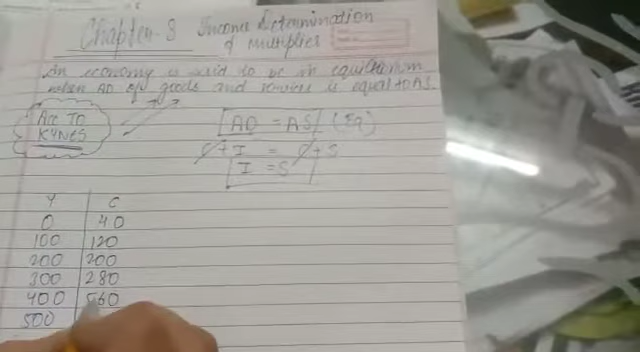 Chapter-8 Income Determination
& multiplier
An economy is said to be in equilibrium
when AD of goods and services is equal to AS.
Acc To
KYNES
AD = AS (Eq)
C + I = C + S
I = S
Y C
0 40
100 120
200 200
300 280
400 360
500